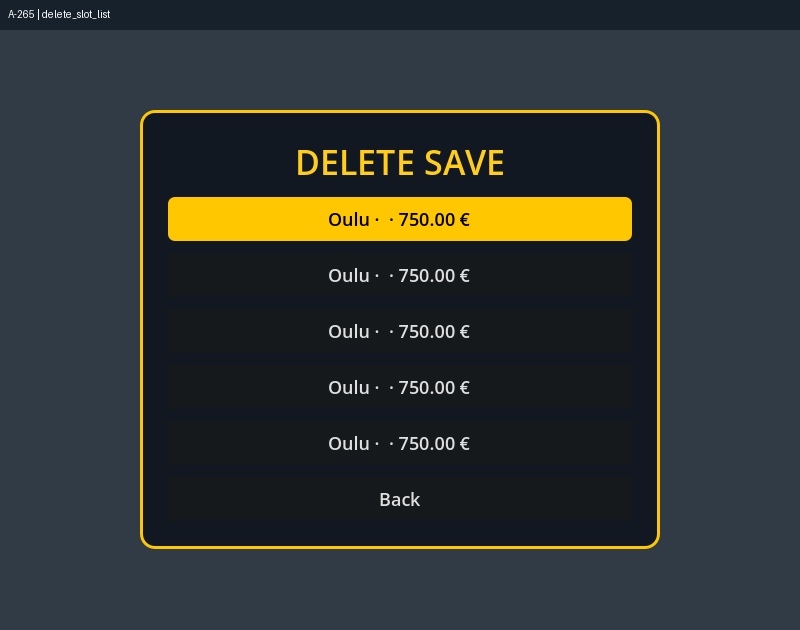 A-265 | delete_slot_list
DELETE SAVE
Oulu · · 750.00 €
Oulu · · 750.00 €
Oulu · · 750.00 €
Oulu · · 750.00 €
Oulu · · 750.00 €
Back